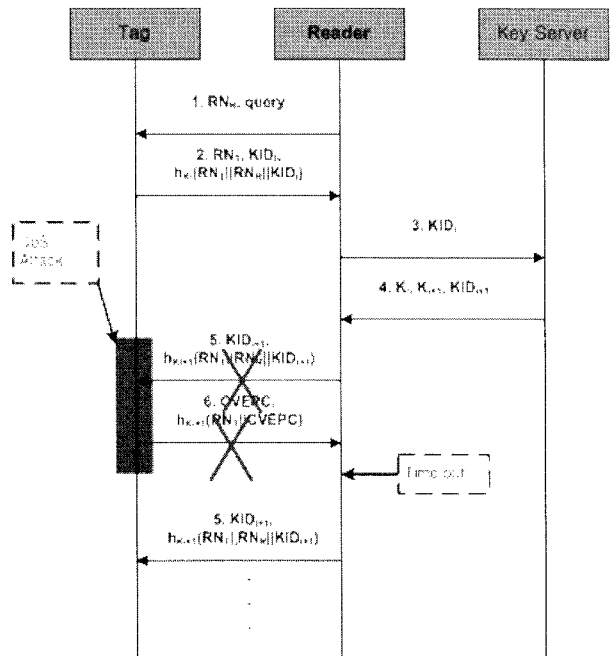 Tag
Reader
Key Server
1. RN_R, query
2. RN_T, KID_i,
h_Ki(RN_T||RN_R||KID_i)
3. KID_i
DoS
Attack
4. K_i, K_i+1, KID_i+1
5. KID_i+1,
h_Ki+1(RN_T||RN_R||KID_i+1)
6. CVEPC,
h_Ki+1(RN_T||CVEPC)
Time out
5. KID_i+1,
h_Ki+1(RN_T||RN_R||KID_i+1)